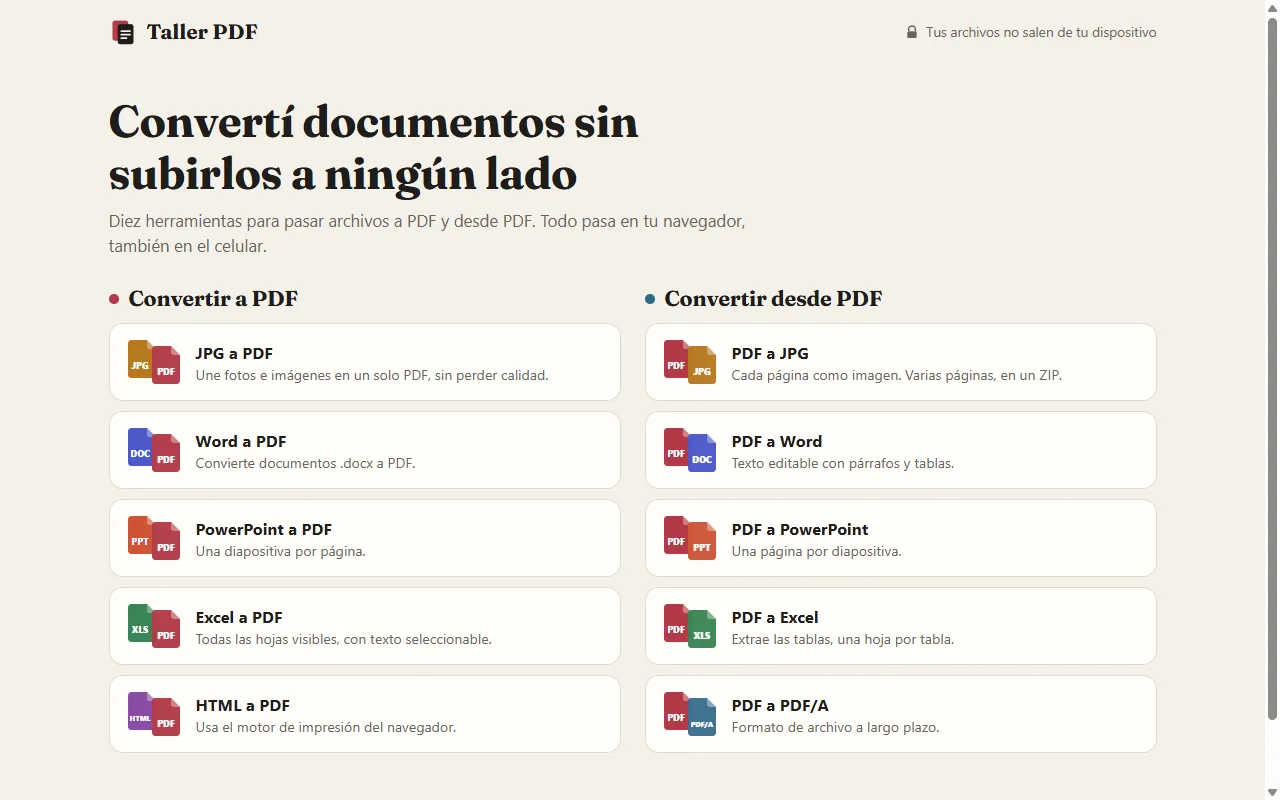 Taller PDF
Tus archivos no salen de tu dispositivo
Convertí documentos sin
subirlos a ningún lado
Diez herramientas para pasar archivos a PDF y desde PDF. Todo pasa en tu navegador,
también en el celular.
Convertir a PDF
JPG PDF
JPG a PDF
Une fotos e imágenes en un solo PDF, sin perder calidad.
DOC PDF
Word a PDF
Convierte documentos .docx a PDF.
PPT PDF
PowerPoint a PDF
Una diapositiva por página.
XLS PDF
Excel a PDF
Todas las hojas visibles, con texto seleccionable.
HTML PDF
HTML a PDF
Usa el motor de impresión del navegador.
Convertir desde PDF
PDF JPG
PDF a JPG
Cada página como imagen. Varias páginas, en un ZIP.
PDF DOC
PDF a Word
Texto editable con párrafos y tablas.
PDF PPT
PDF a PowerPoint
Una página por diapositiva.
PDF XLS
PDF a Excel
Extrae las tablas, una hoja por tabla.
PDF PDF/A
PDF a PDF/A
Formato de archivo a largo plazo.